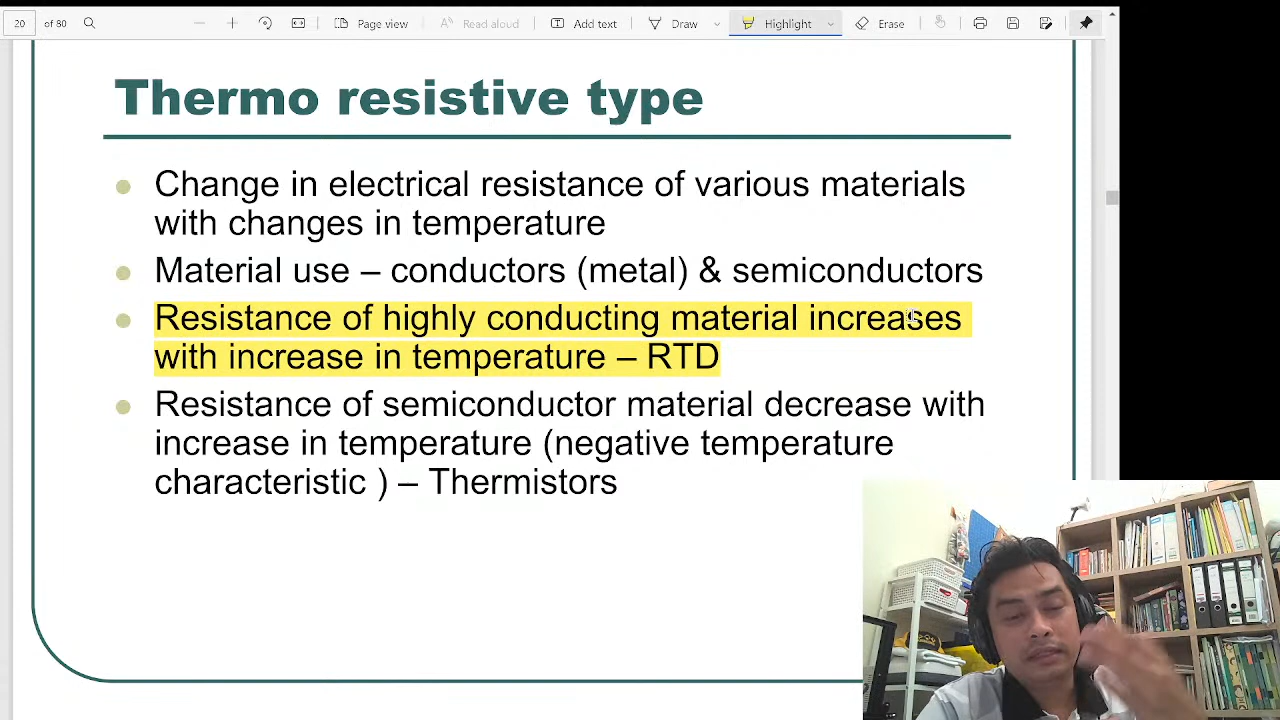 20 of 80 Page view Read aloud Add text Draw Highlight Erase
Thermo resistive type
Change in electrical resistance of various materials
with changes in temperature
Material use – conductors (metal) & semiconductors
Resistance of highly conducting material increases
with increase in temperature – RTD
Resistance of semiconductor material decrease with
increase in temperature (negative temperature
characteristic ) – Thermistors